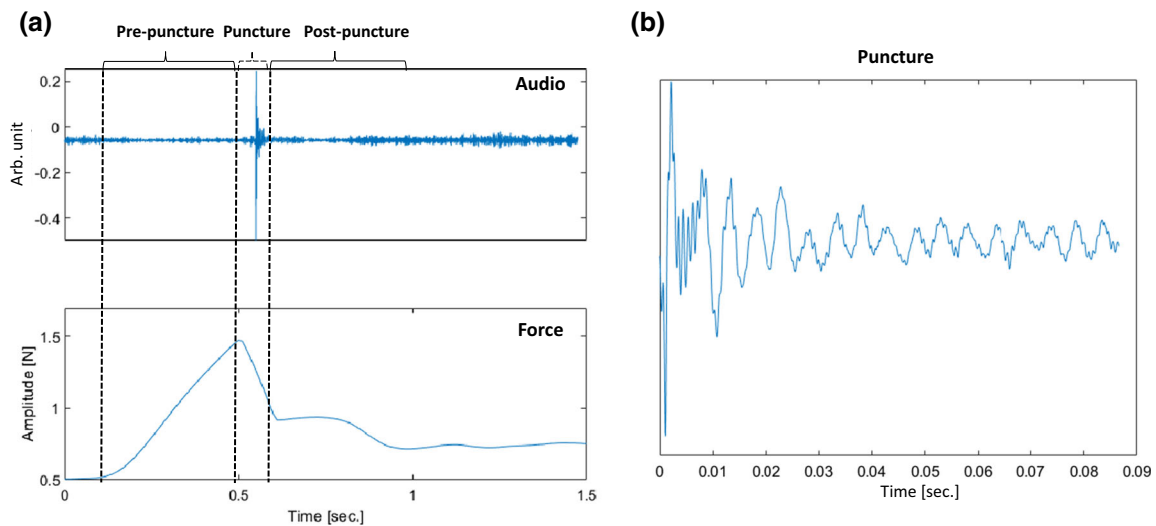 (a)
Pre-puncture Puncture Post-puncture
Audio
Arb. unit
0.2
0
-0.2
-0.4
Force
Amplitude [N]
1.5
1
0.5
0 0.5 1 1.5
Time [sec.]
(b)
Puncture
0 0.01 0.02 0.03 0.04 0.05 0.06 0.07 0.08 0.09
Time [sec.]